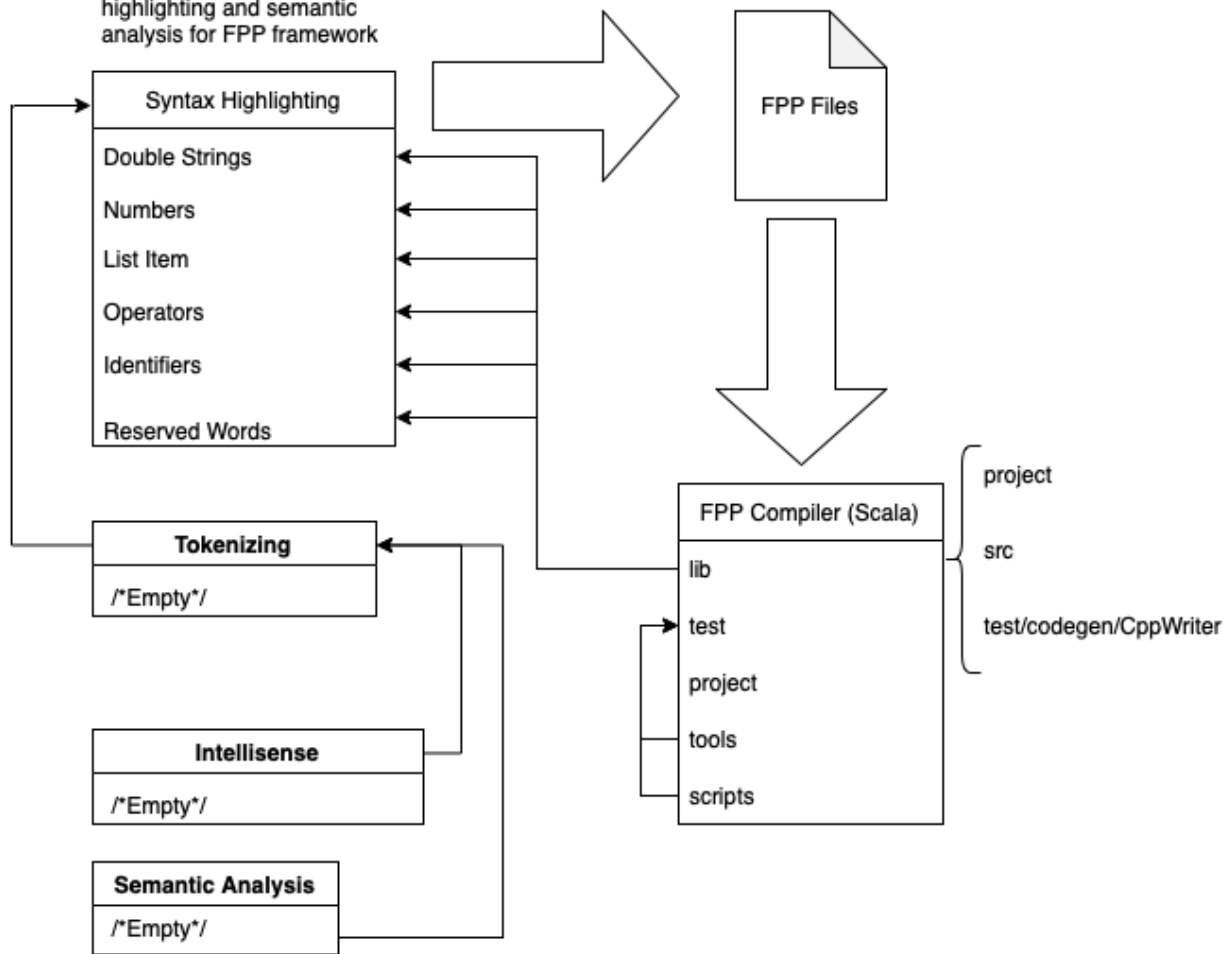 highlighting and semantic
analysis for FPP framework
Syntax Highlighting
Double Strings
Numbers
List Item
Operators
Identifiers
Reserved Words
FPP Files
Tokenizing
/*Empty*/
Intellisense
/*Empty*/
Semantic Analysis
/*Empty*/
FPP Compiler (Scala)
lib
test
project
tools
scripts
project
src
test/codegen/CppWriter